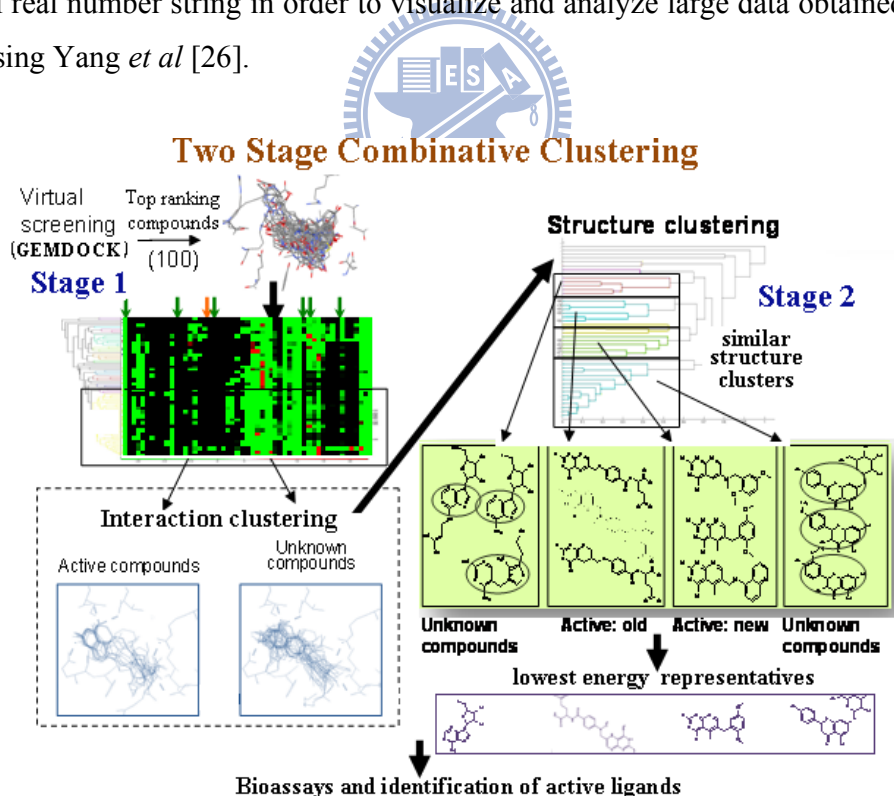 real number string in order to visualize and analyze large data obtained
sing Yang et al [26].
ES A
Two Stage Combinative Clustering
Virtual
screening
(GEMDOCK)
Top ranking
compounds
(100)
Stage 1
Structure clustering
Stage 2
similar
structure
clusters
Interaction clustering
Active compounds
Unknown
compounds
Unknown
compounds
Active: old
Active: new
Unknown
compounds
lowest energy representatives
Bioassays and identification of active ligands